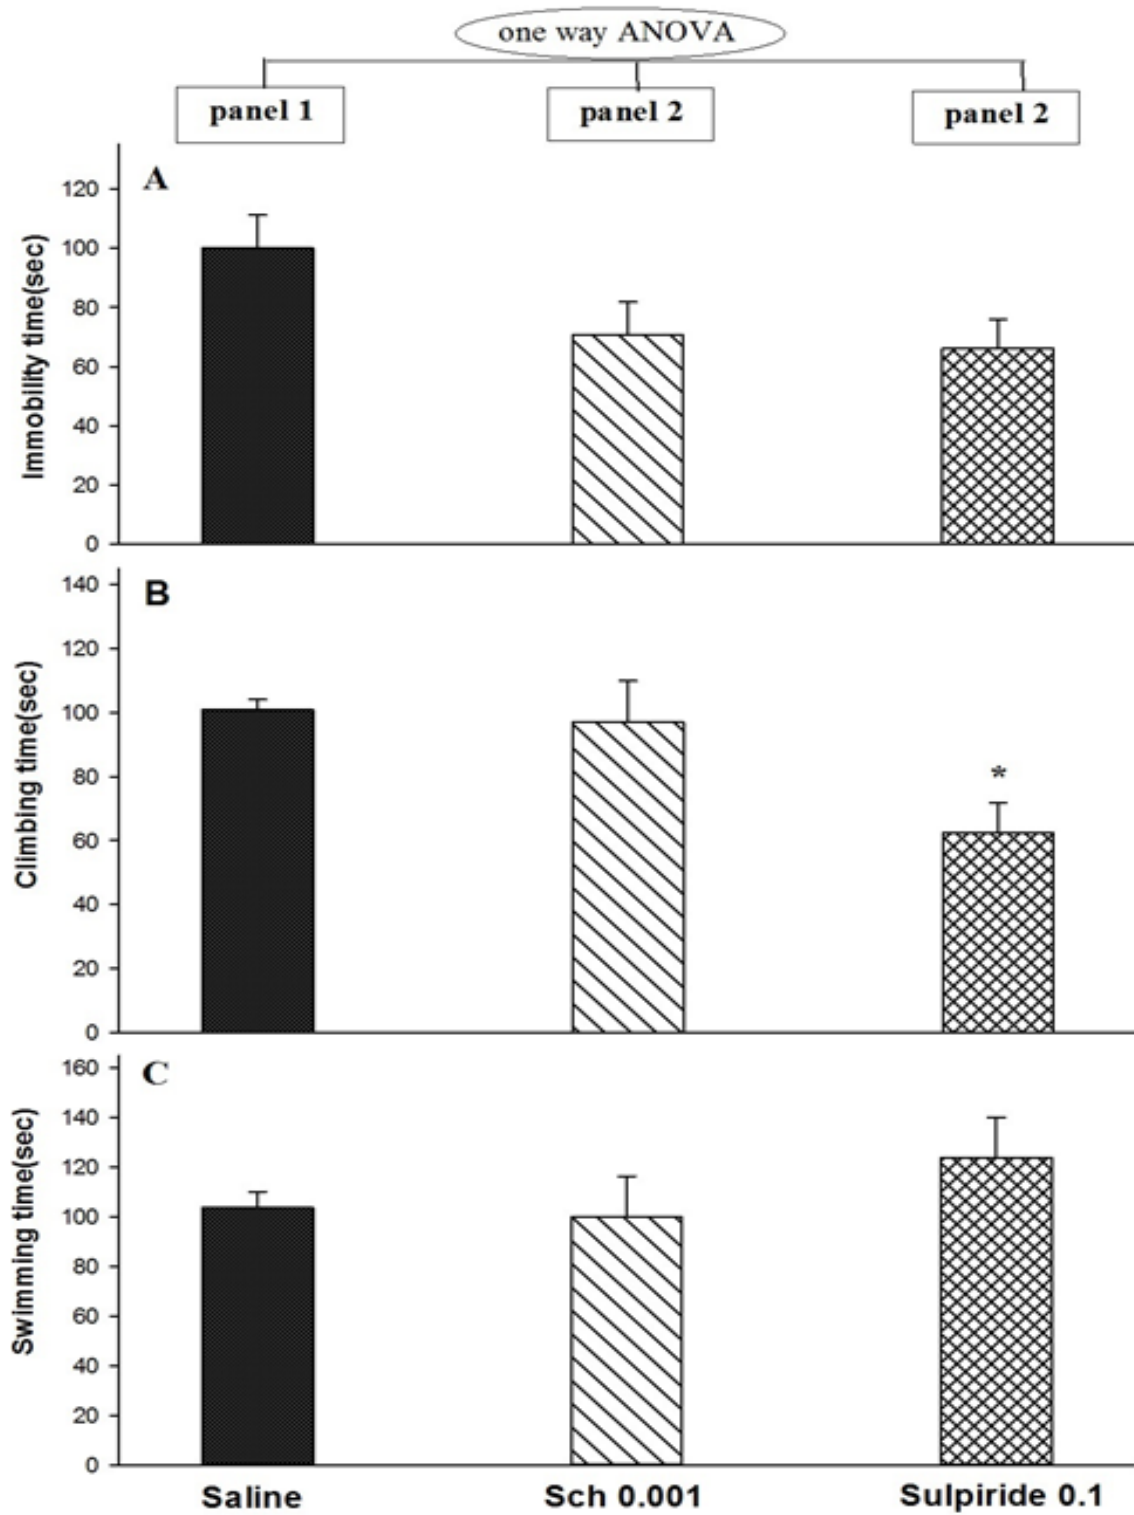 one way ANOVA
panel 1
panel 2
panel 2
A
Immobility time(sec)
120
100
80
60
40
20
0
B
Climbing time(sec)
140
120
100
80
60
40
20
0
*
C
Swimming time(sec)
160
140
120
100
80
60
40
20
0
Saline
Sch 0.001
Sulpiride 0.1